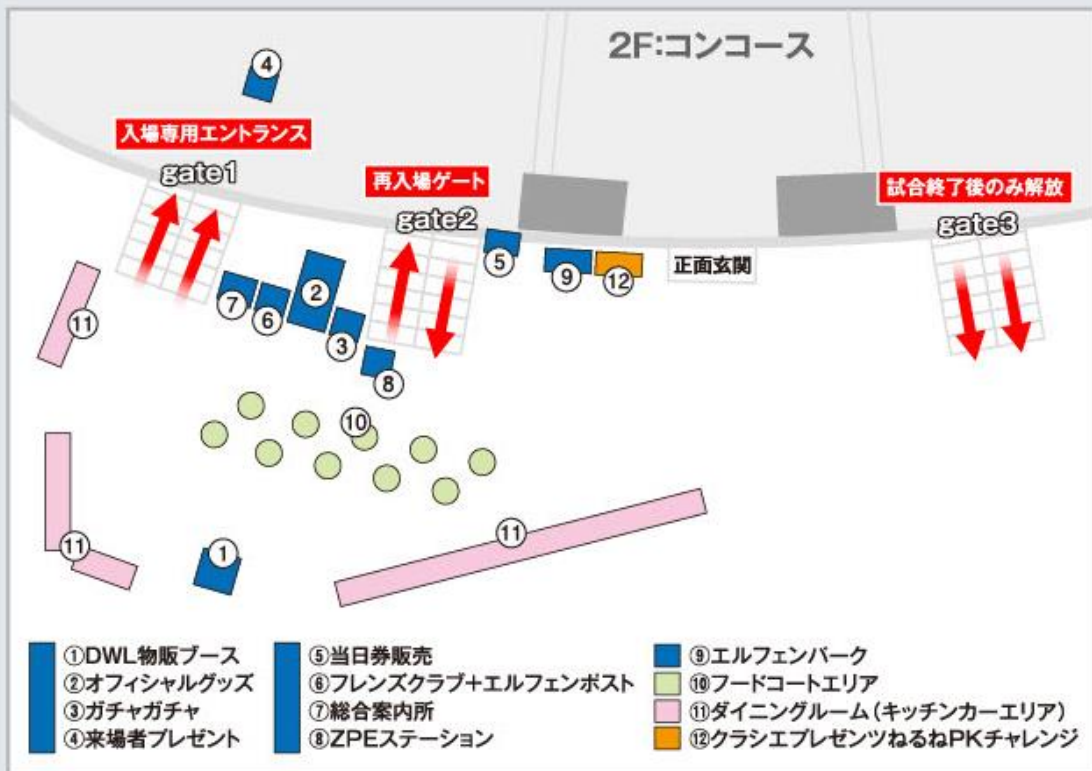 2F:コンコース
④
入場専用エントランス
gate1
再入場ゲート
gate2
試合終了後のみ解放
gate3
⑤
⑨
⑫
正面玄関
⑦
⑥
②
③
⑧
⑪
⑩
⑪
①
⑪
①DWL物販ブース
②オフィシャルグッズ
③ガチャガチャ
④来場者プレゼント
⑤当日券販売
⑥フレンズクラブ+エルフェンポスト
⑦総合案内所
⑧ZPEステーション
⑨エルフェンパーク
⑩フードコートエリア
⑪ダイニングルーム(キッチンカーエリア)
⑫クラシエプレゼンツねるねPKチャレンジ